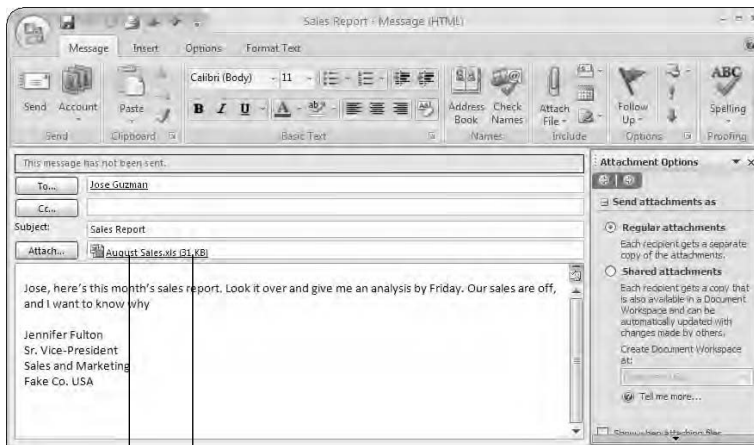 Sales Report - Message (HTML)
Message Insert Options Format Text
Calibri (Body) 11
ABC
Send Account Paste B I U A ab Address Book Check Names Attach File Follow Up Spelling
Send Clipboard Basic Text Names Include Options Proofing
This message has not been sent.
To... Jose Guzman
Cc...
Subject: Sales Report
Attach... August Sales.xls (31 KB)
Jose, here's this month's sales report. Look it over and give me an analysis by Friday. Our sales are off,
and I want to know why
Jennifer Fulton
Sr. Vice-President
Sales and Marketing
Fake Co. USA
Attachment Options
Send attachments as
Regular attachments
Each recipient gets a separate
copy of the attachments.
Shared attachments
Each recipient gets a copy that
is also available in a Document
Workspace and can be
automatically updated with
changes made by others.
Create Document Workspace
at:
Tell me more...
Show when attaching files